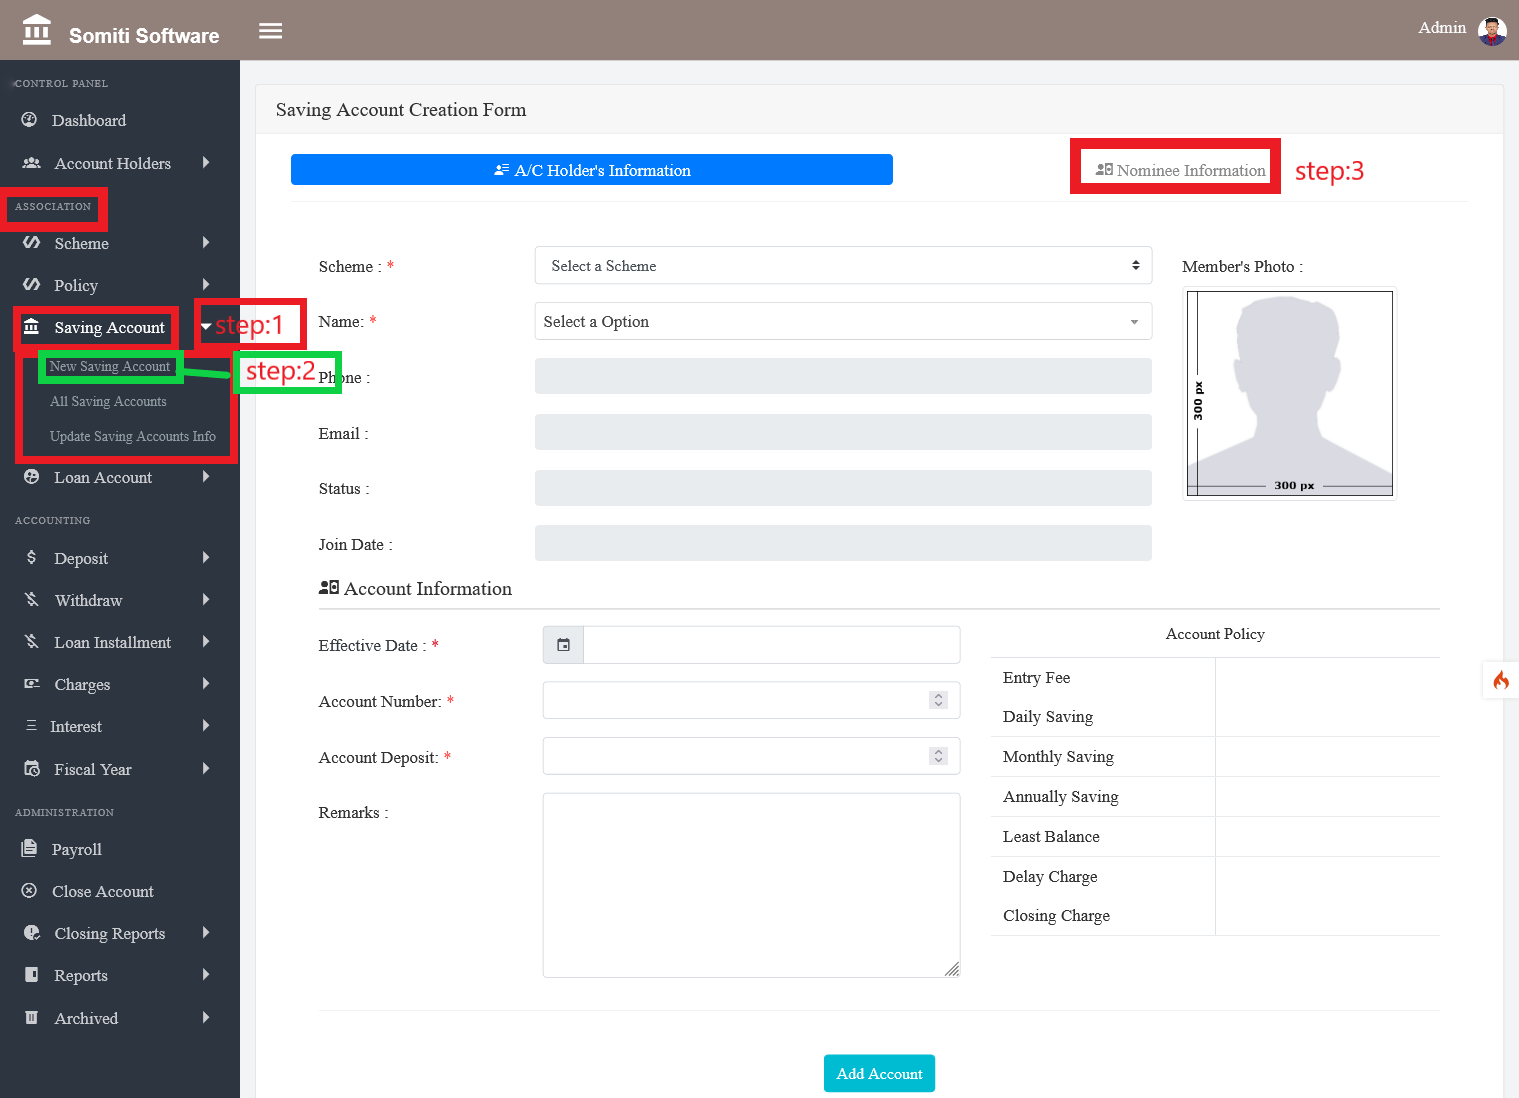 Somiti Software
Admin
CONTROL PANEL
Dashboard
Account Holders
ASSOCIATION
Scheme
Policy
Saving Account
step:1
New Saving Account
step:2
All Saving Accounts
Update Saving Accounts Info
Loan Account
ACCOUNTING
Deposit
Withdraw
Loan Installment
Charges
Interest
Fiscal Year
ADMINISTRATION
Payroll
Close Account
Closing Reports
Reports
Archived
Saving Account Creation Form
A/C Holder's Information
Nominee Information
step:3
Scheme : *
Select a Scheme
Name: *
Select a Option
Phone :
Email :
Status :
Join Date :
Member's Photo :
300 px
300 px
Account Information
Effective Date : *
Account Number: *
Account Deposit: *
Remarks :
Account Policy
Entry Fee
Daily Saving
Monthly Saving
Annually Saving
Least Balance
Delay Charge
Closing Charge
Add Account